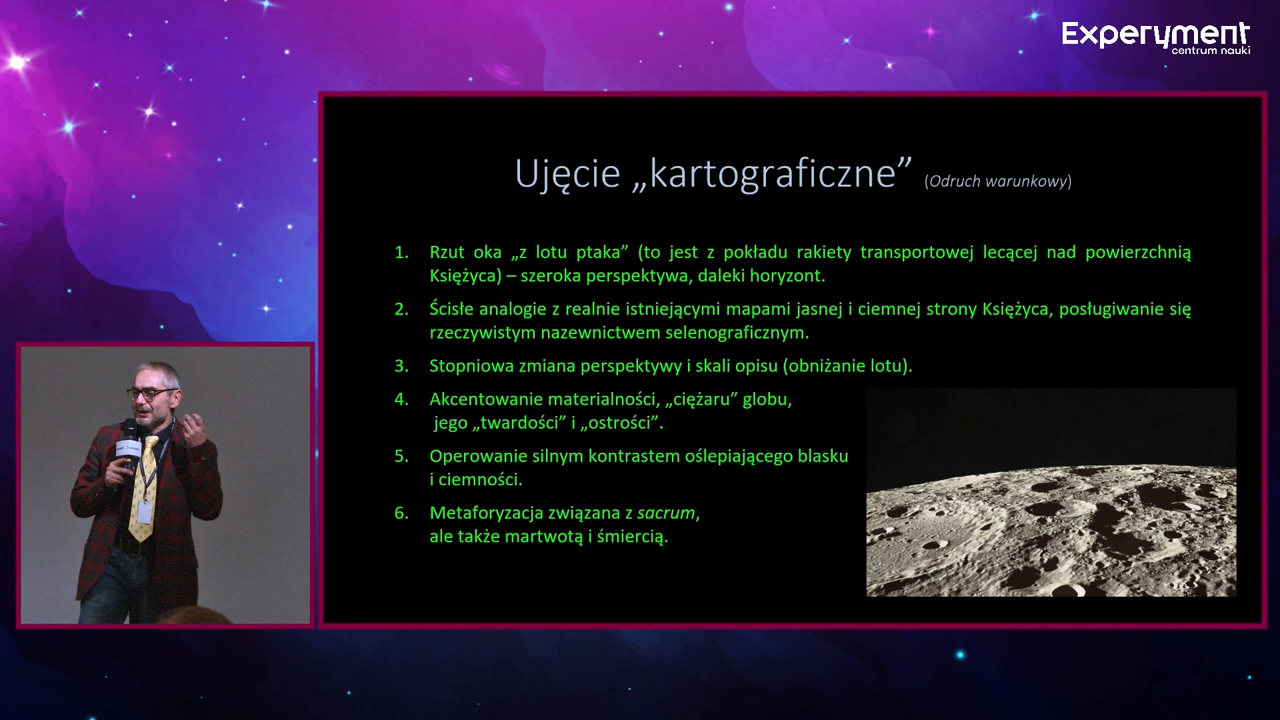 Experyment
centrum nauki
Ujęcie „kartograficzne” (Odruch warunkowy)
1. Rzut oka „z lotu ptaka” (to jest z pokładu rakiety transportowej lecącej nad powierzchnią
Księżyca) – szeroka perspektywa, daleki horyzont.
2. Ścisłe analogie z realnie istniejącymi mapami jasnej i ciemnej strony Księżyca, posługiwanie się
rzeczywistym nazewnictwem selenograficznym.
3. Stopniowa zmiana perspektywy i skali opisu (obniżanie lotu).
4. Akcentowanie materialności, „ciężaru” globu,
jego „twardości” i „ostrości”.
5. Operowanie silnym kontrastem oślepiającego blasku
i ciemności.
6. Metaforyzacja związana z sacrum,
ale także martwotą i śmiercią.